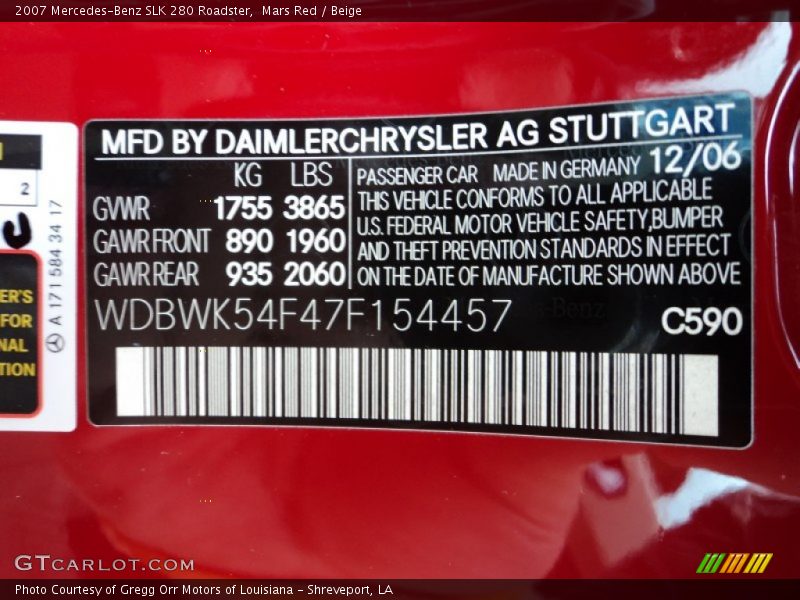 2007 Mercedes-Benz SLK 280 Roadster,  Mars Red / Beige
MFD BY DAIMLERCHRYSLER AG STUTTGART
KG LBS
GVWR 1755 3865
GAWR FRONT 890 1960
GAWR REAR 935 2060
PASSENGER CAR MADE IN GERMANY 12/06
THIS VEHICLE CONFORMS TO ALL APPLICABLE
U.S. FEDERAL MOTOR VEHICLE SAFETY,BUMPER
AND THEFT PREVENTION STANDARDS IN EFFECT
ON THE DATE OF MANUFACTURE SHOWN ABOVE
WDBWK54F47F154457
C590
2
ER'S
FOR
NAL
TION
A 171 584 34 17
GTCARLOT.COM
Photo Courtesy of Gregg Orr Motors of Louisiana - Shreveport, LA